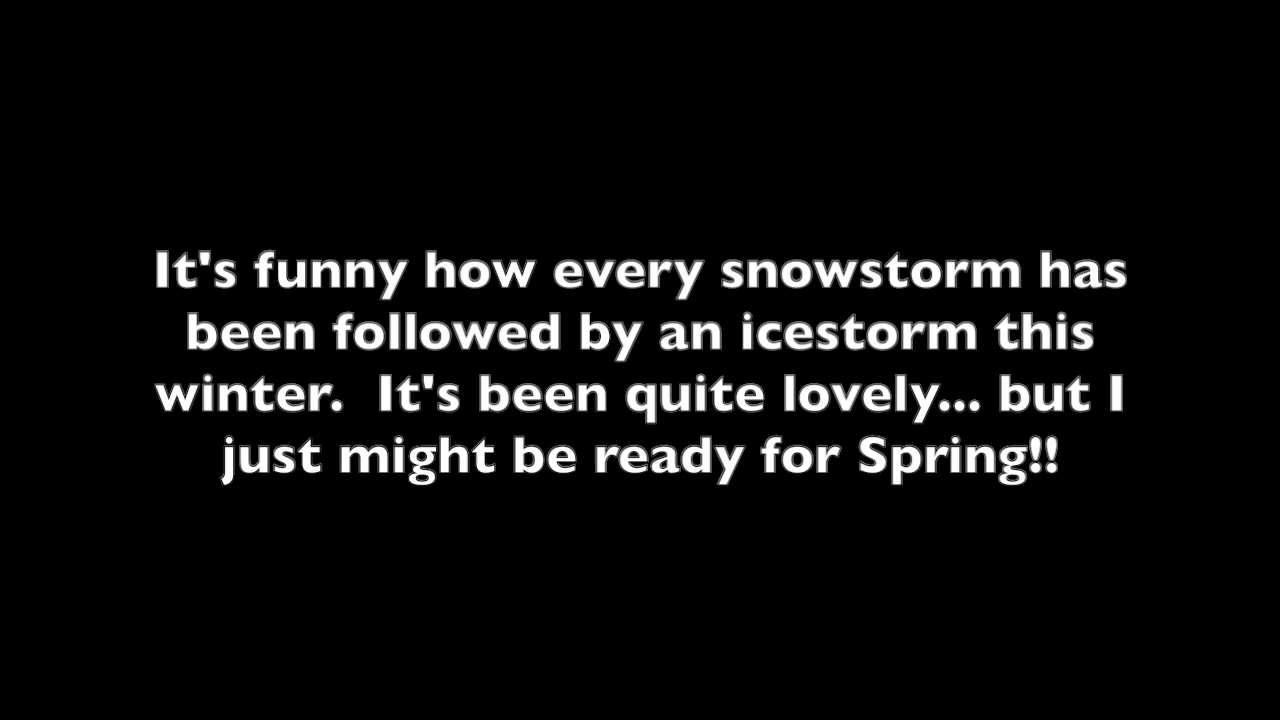 It's funny how every snowstorm has
been followed by an icestorm this
winter.  It's been quite lovely... but I
just might be ready for Spring!!